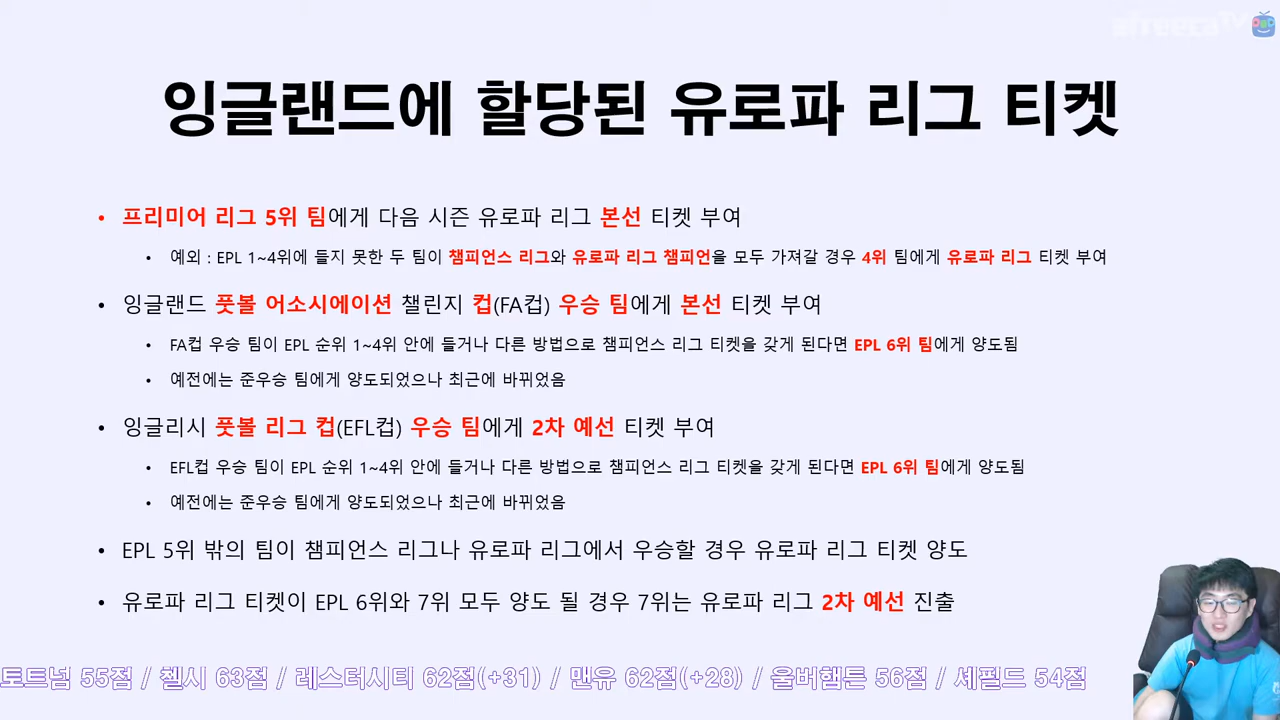 afreecaTV
잉글랜드에 할당된 유로파 리그 티켓
• 프리미어 리그 5위 팀에게 다음 시즌 유로파 리그 본선 티켓 부여
• 예외 : EPL 1~4위에 들지 못한 두 팀이 챔피언스 리그와 유로파 리그 챔피언을 모두 가져갈 경우 4위 팀에게 유로파 리그 티켓 부여
• 잉글랜드 풋볼 어소시에이션 챌린지 컵(FA컵) 우승 팀에게 본선 티켓 부여
• FA컵 우승 팀이 EPL 순위 1~4위 안에 들거나 다른 방법으로 챔피언스 리그 티켓을 갖게 된다면 EPL 6위 팀에게 양도됨
• 예전에는 준우승 팀에게 양도되었으나 최근에 바뀌었음
• 잉글리시 풋볼 리그 컵(EFL컵) 우승 팀에게 2차 예선 티켓 부여
• EFL컵 우승 팀이 EPL 순위 1~4위 안에 들거나 다른 방법으로 챔피언스 리그 티켓을 갖게 된다면 EPL 6위 팀에게 양도됨
• 예전에는 준우승 팀에게 양도되었으나 최근에 바뀌었음
• EPL 5위 밖의 팀이 챔피언스 리그나 유로파 리그에서 우승할 경우 유로파 리그 티켓 양도
• 유로파 리그 티켓이 EPL 6위와 7위 모두 양도 될 경우 7위는 유로파 리그 2차 예선 진출
토트넘 55점 / 첼시 63점 / 레스터시티 62점(+31) / 맨유 62점(+28) / 울버햄튼 56점 / 셰필드 54점